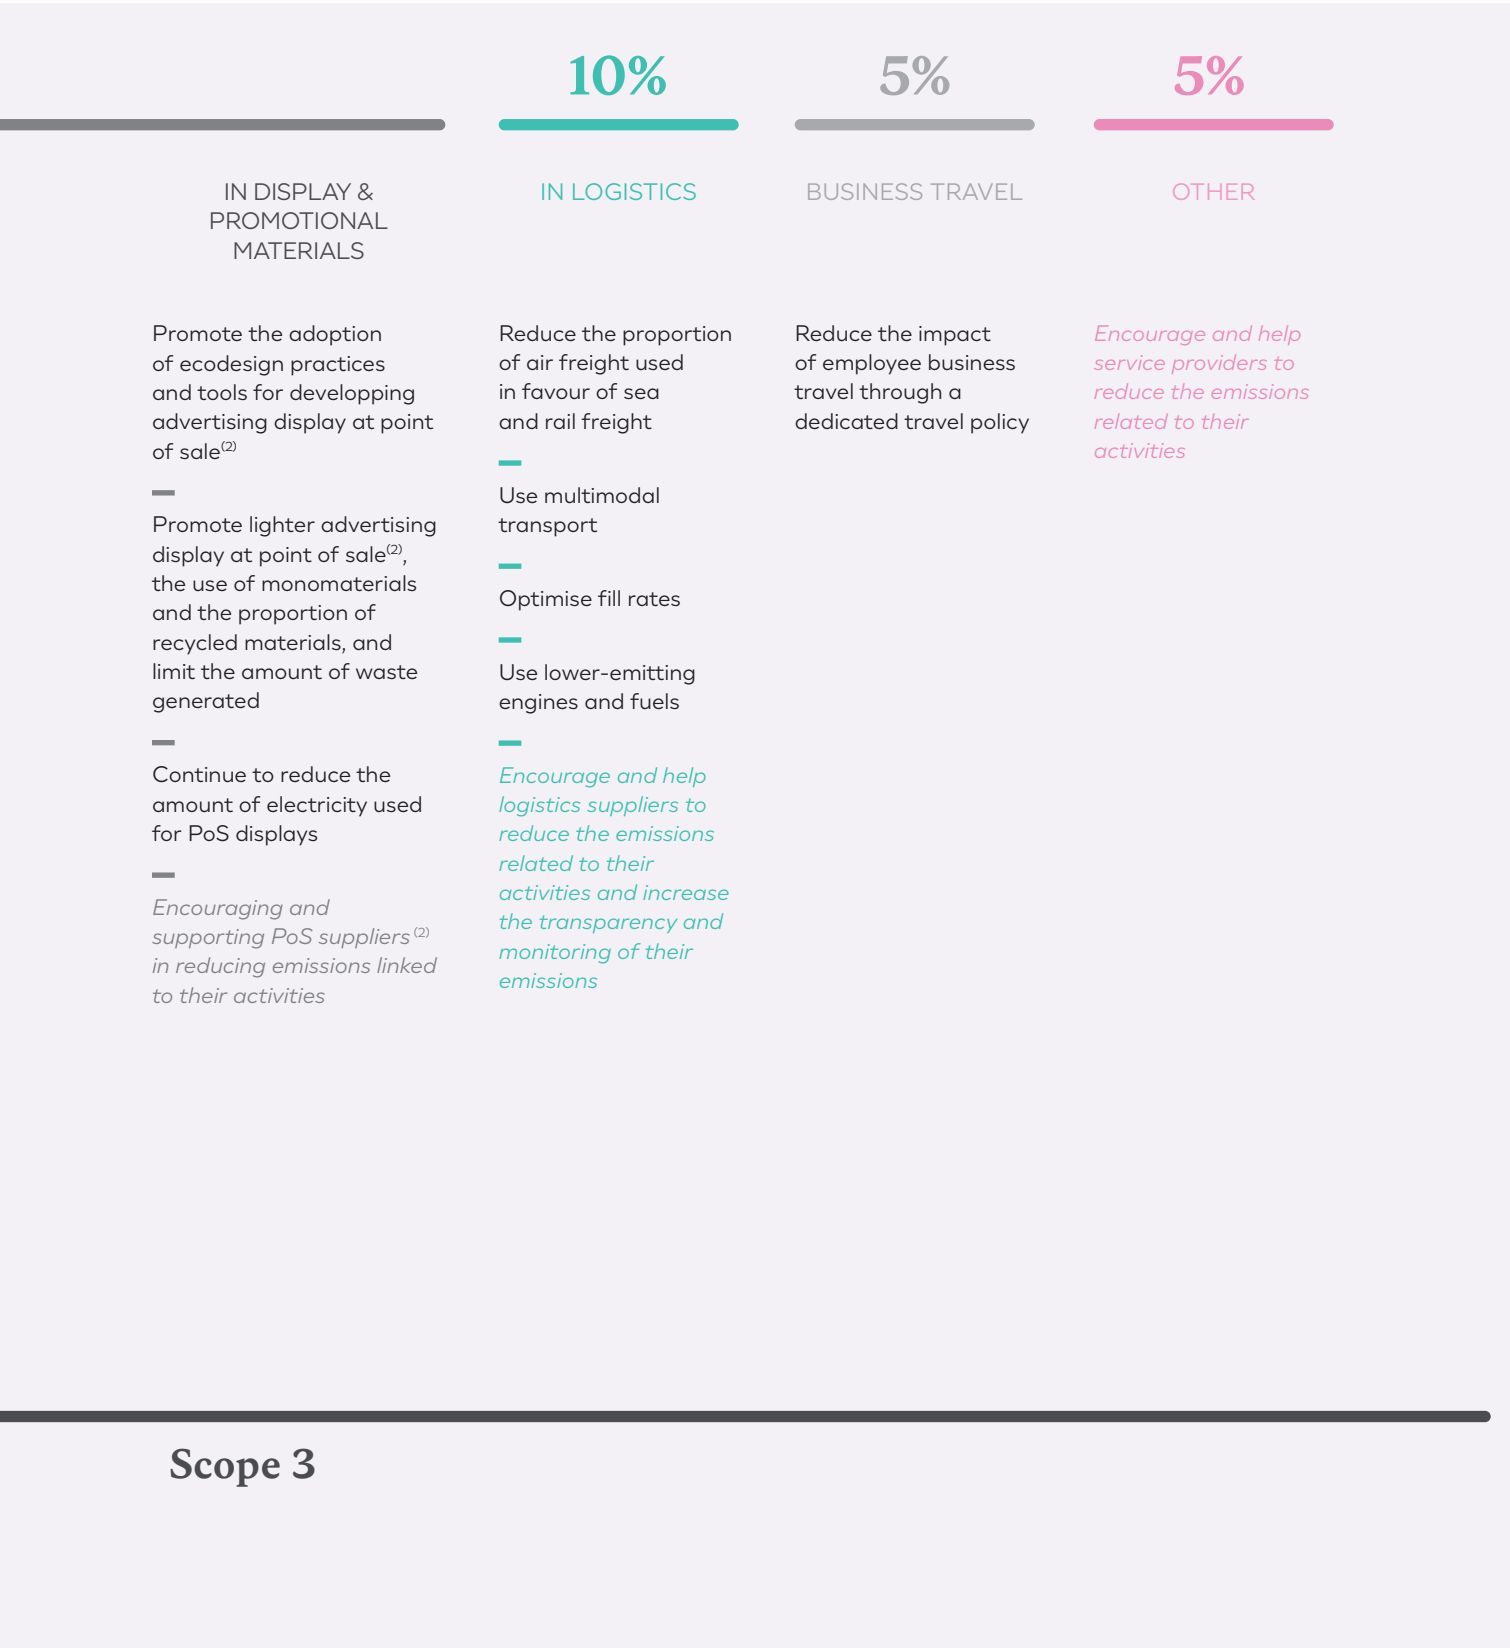 10%
5%
5%
IN DISPLAY &
PROMOTIONAL
MATERIALS
IN LOGISTICS
BUSINESS TRAVEL
OTHER
Promote the adoption
of ecodesign practices
and tools for developping
advertising display at point
of sale(2)
Promote lighter advertising
display at point of sale(2),
the use of monomaterials
and the proportion of
recycled materials, and
limit the amount of waste
generated
Continue to reduce the
amount of electricity used
for PoS displays
Encouraging and
supporting PoS suppliers (2)
in reducing emissions linked
to their activities
Reduce the proportion
of air freight used
in favour of sea
and rail freight
Use multimodal
transport
Optimise fill rates
Use lower-emitting
engines and fuels
Encourage and help
logistics suppliers to
reduce the emissions
related to their
activities and increase
the transparency and
monitoring of their
emissions
Reduce the impact
of employee business
travel through a
dedicated travel policy
Encourage and help
service providers to
reduce the emissions
related to their
activities
Scope 3